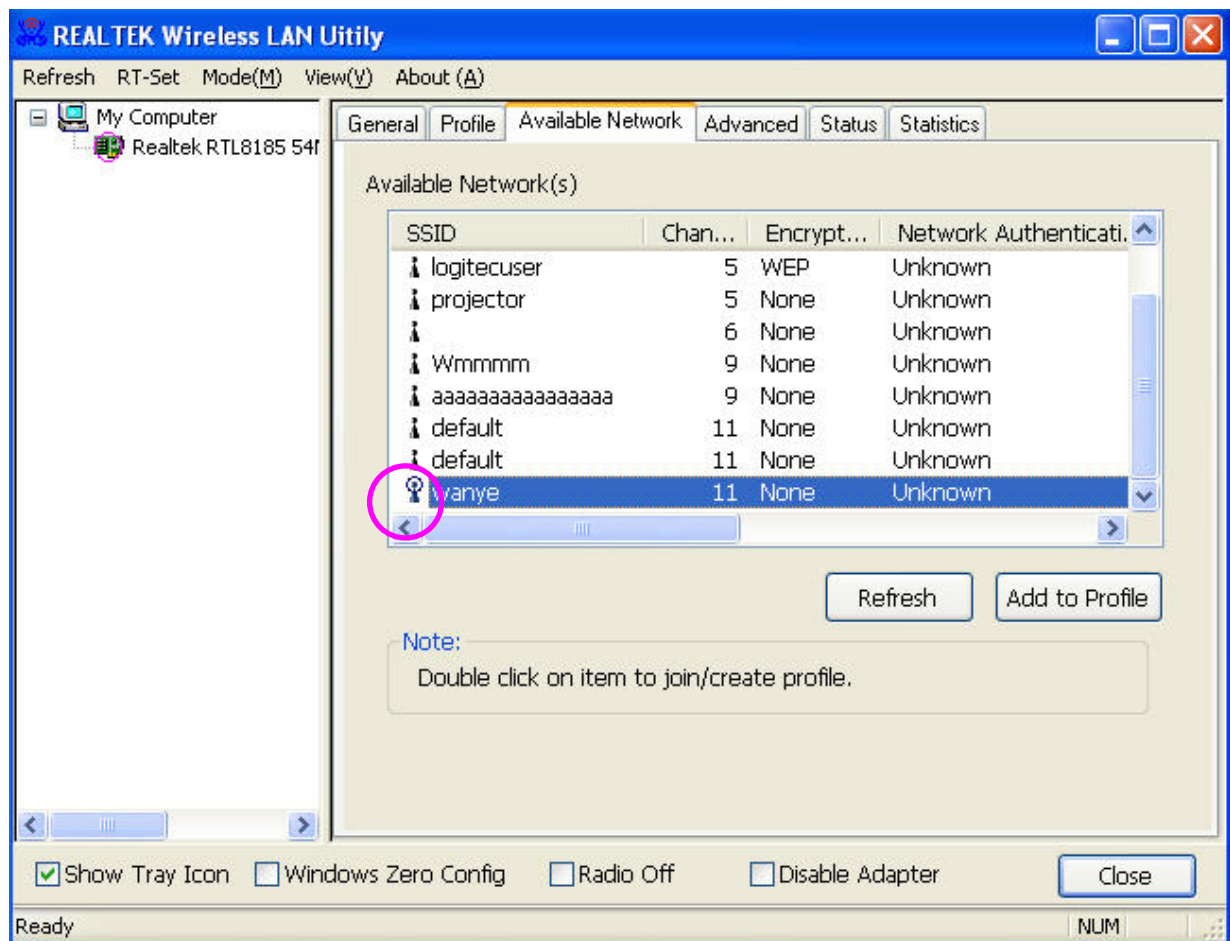 REALTEK Wireless LAN Uitily
Refresh RT-Set Mode(M) View(V) About (A)
My Computer
Realtek RTL8185 54
General Profile Available Network Advanced Status Statistics
Available Network(s)
SSID Chan... Encrypt... Network Authenticati.
logitecuser 5 WEP Unknown
projector 5 None Unknown
6 None Unknown
Wmmmm 9 None Unknown
aaaaaaaaaaaaaaaa 9 None Unknown
default 11 None Unknown
default 11 None Unknown
wanye 11 None Unknown
Refresh Add to Profile
Note:
Double click on item to join/create profile.
Show Tray Icon Windows Zero Config Radio Off Disable Adapter Close
Ready NUM